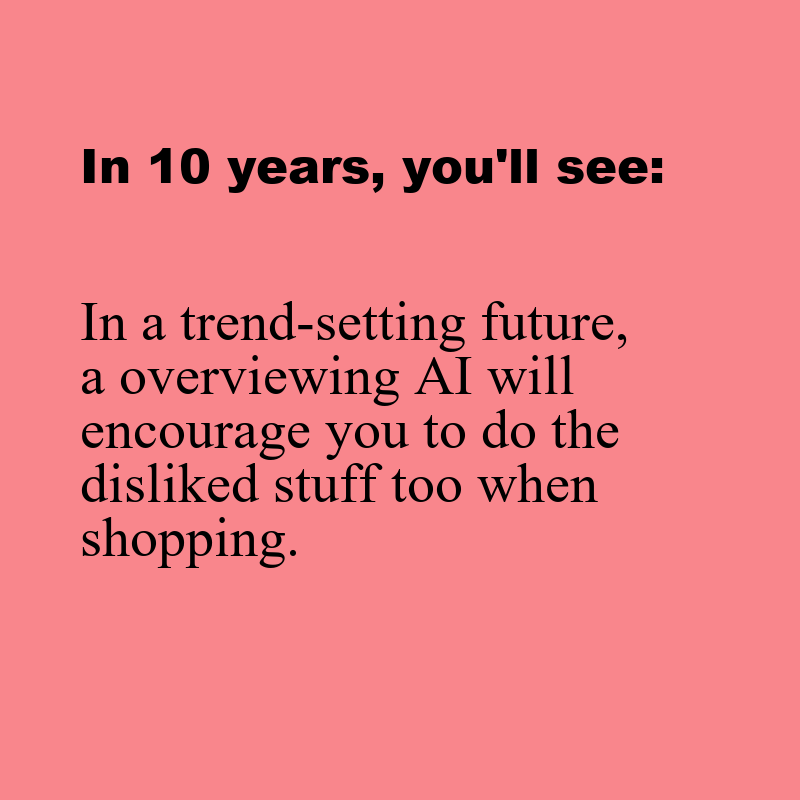 In 10 years, you'll see:
In a trend-setting future,
a overviewing AI will
encourage you to do the
disliked stuff too when
shopping.